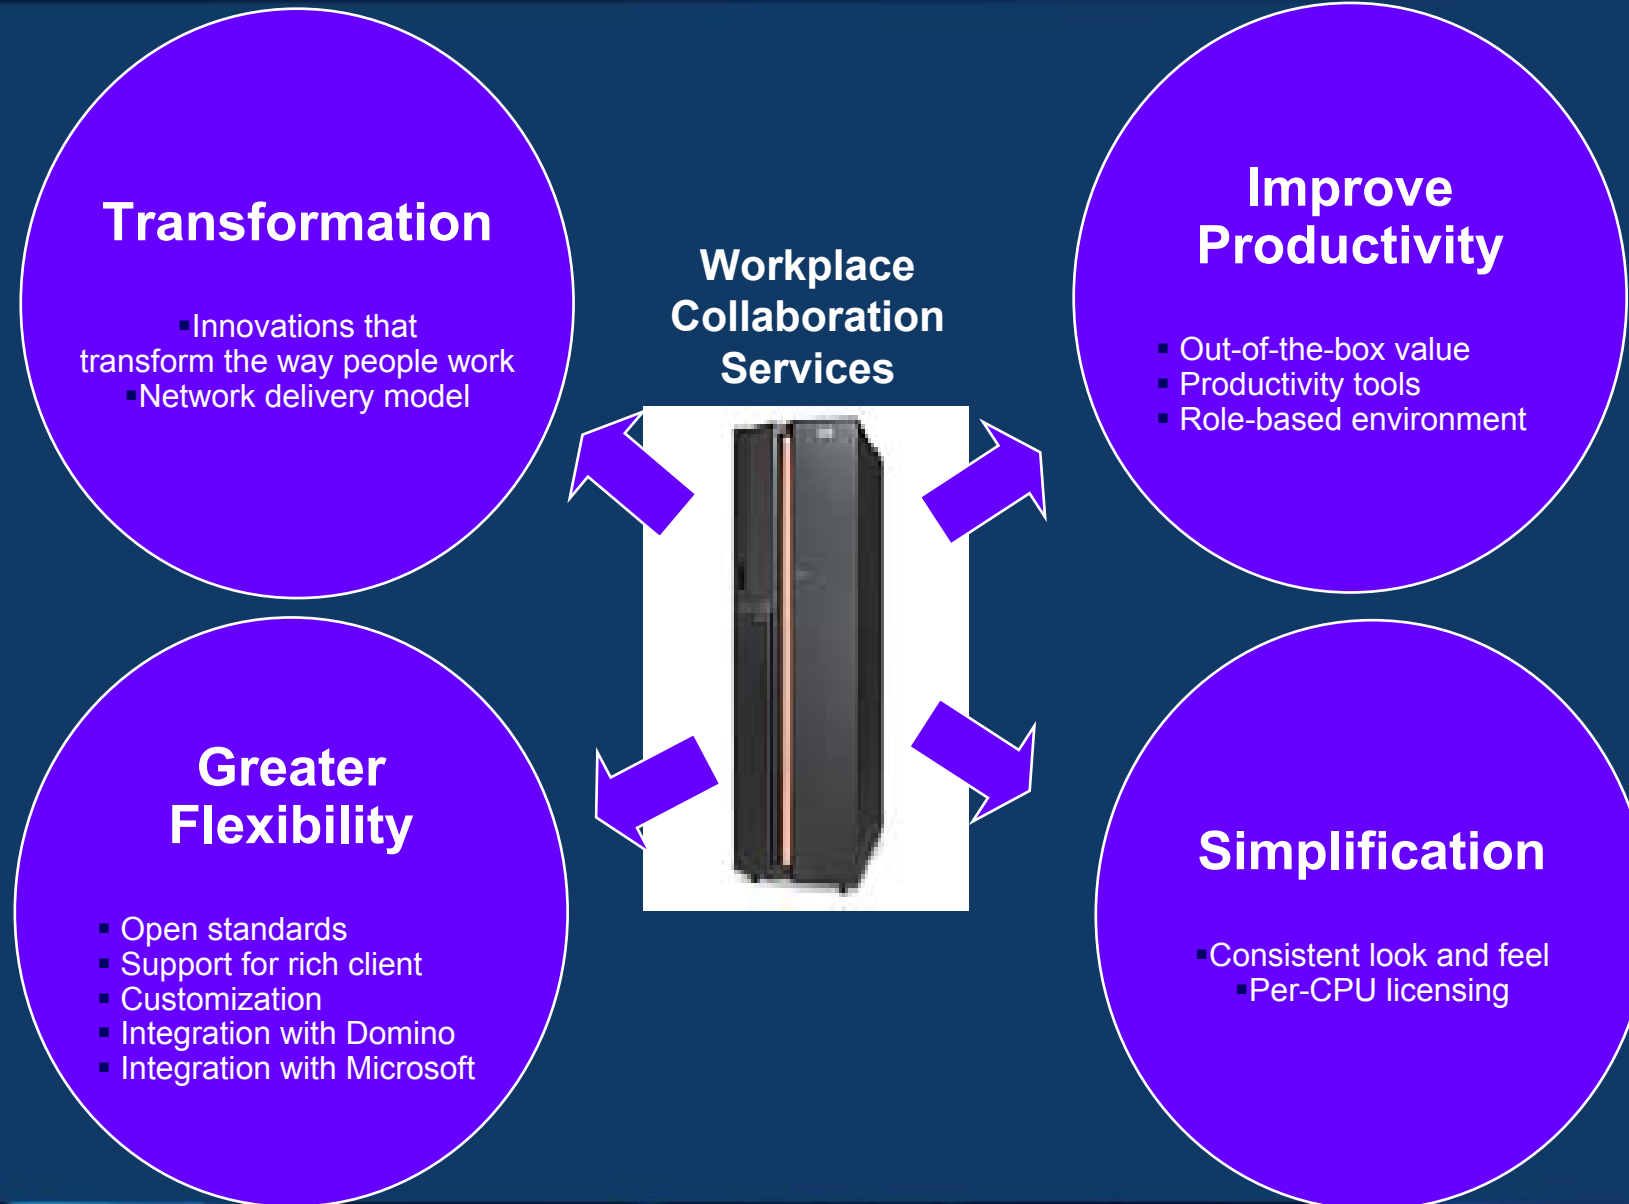 Transformation
▪Innovations that
transform the way people work
▪Network delivery model
Workplace
Collaboration
Services
Improve
Productivity
▪ Out-of-the-box value
▪ Productivity tools
▪ Role-based environment
Greater
Flexibility
▪ Open standards
▪ Support for rich client
▪ Customization
▪ Integration with Domino
▪ Integration with Microsoft
Simplification
▪Consistent look and feel
▪Per-CPU licensing